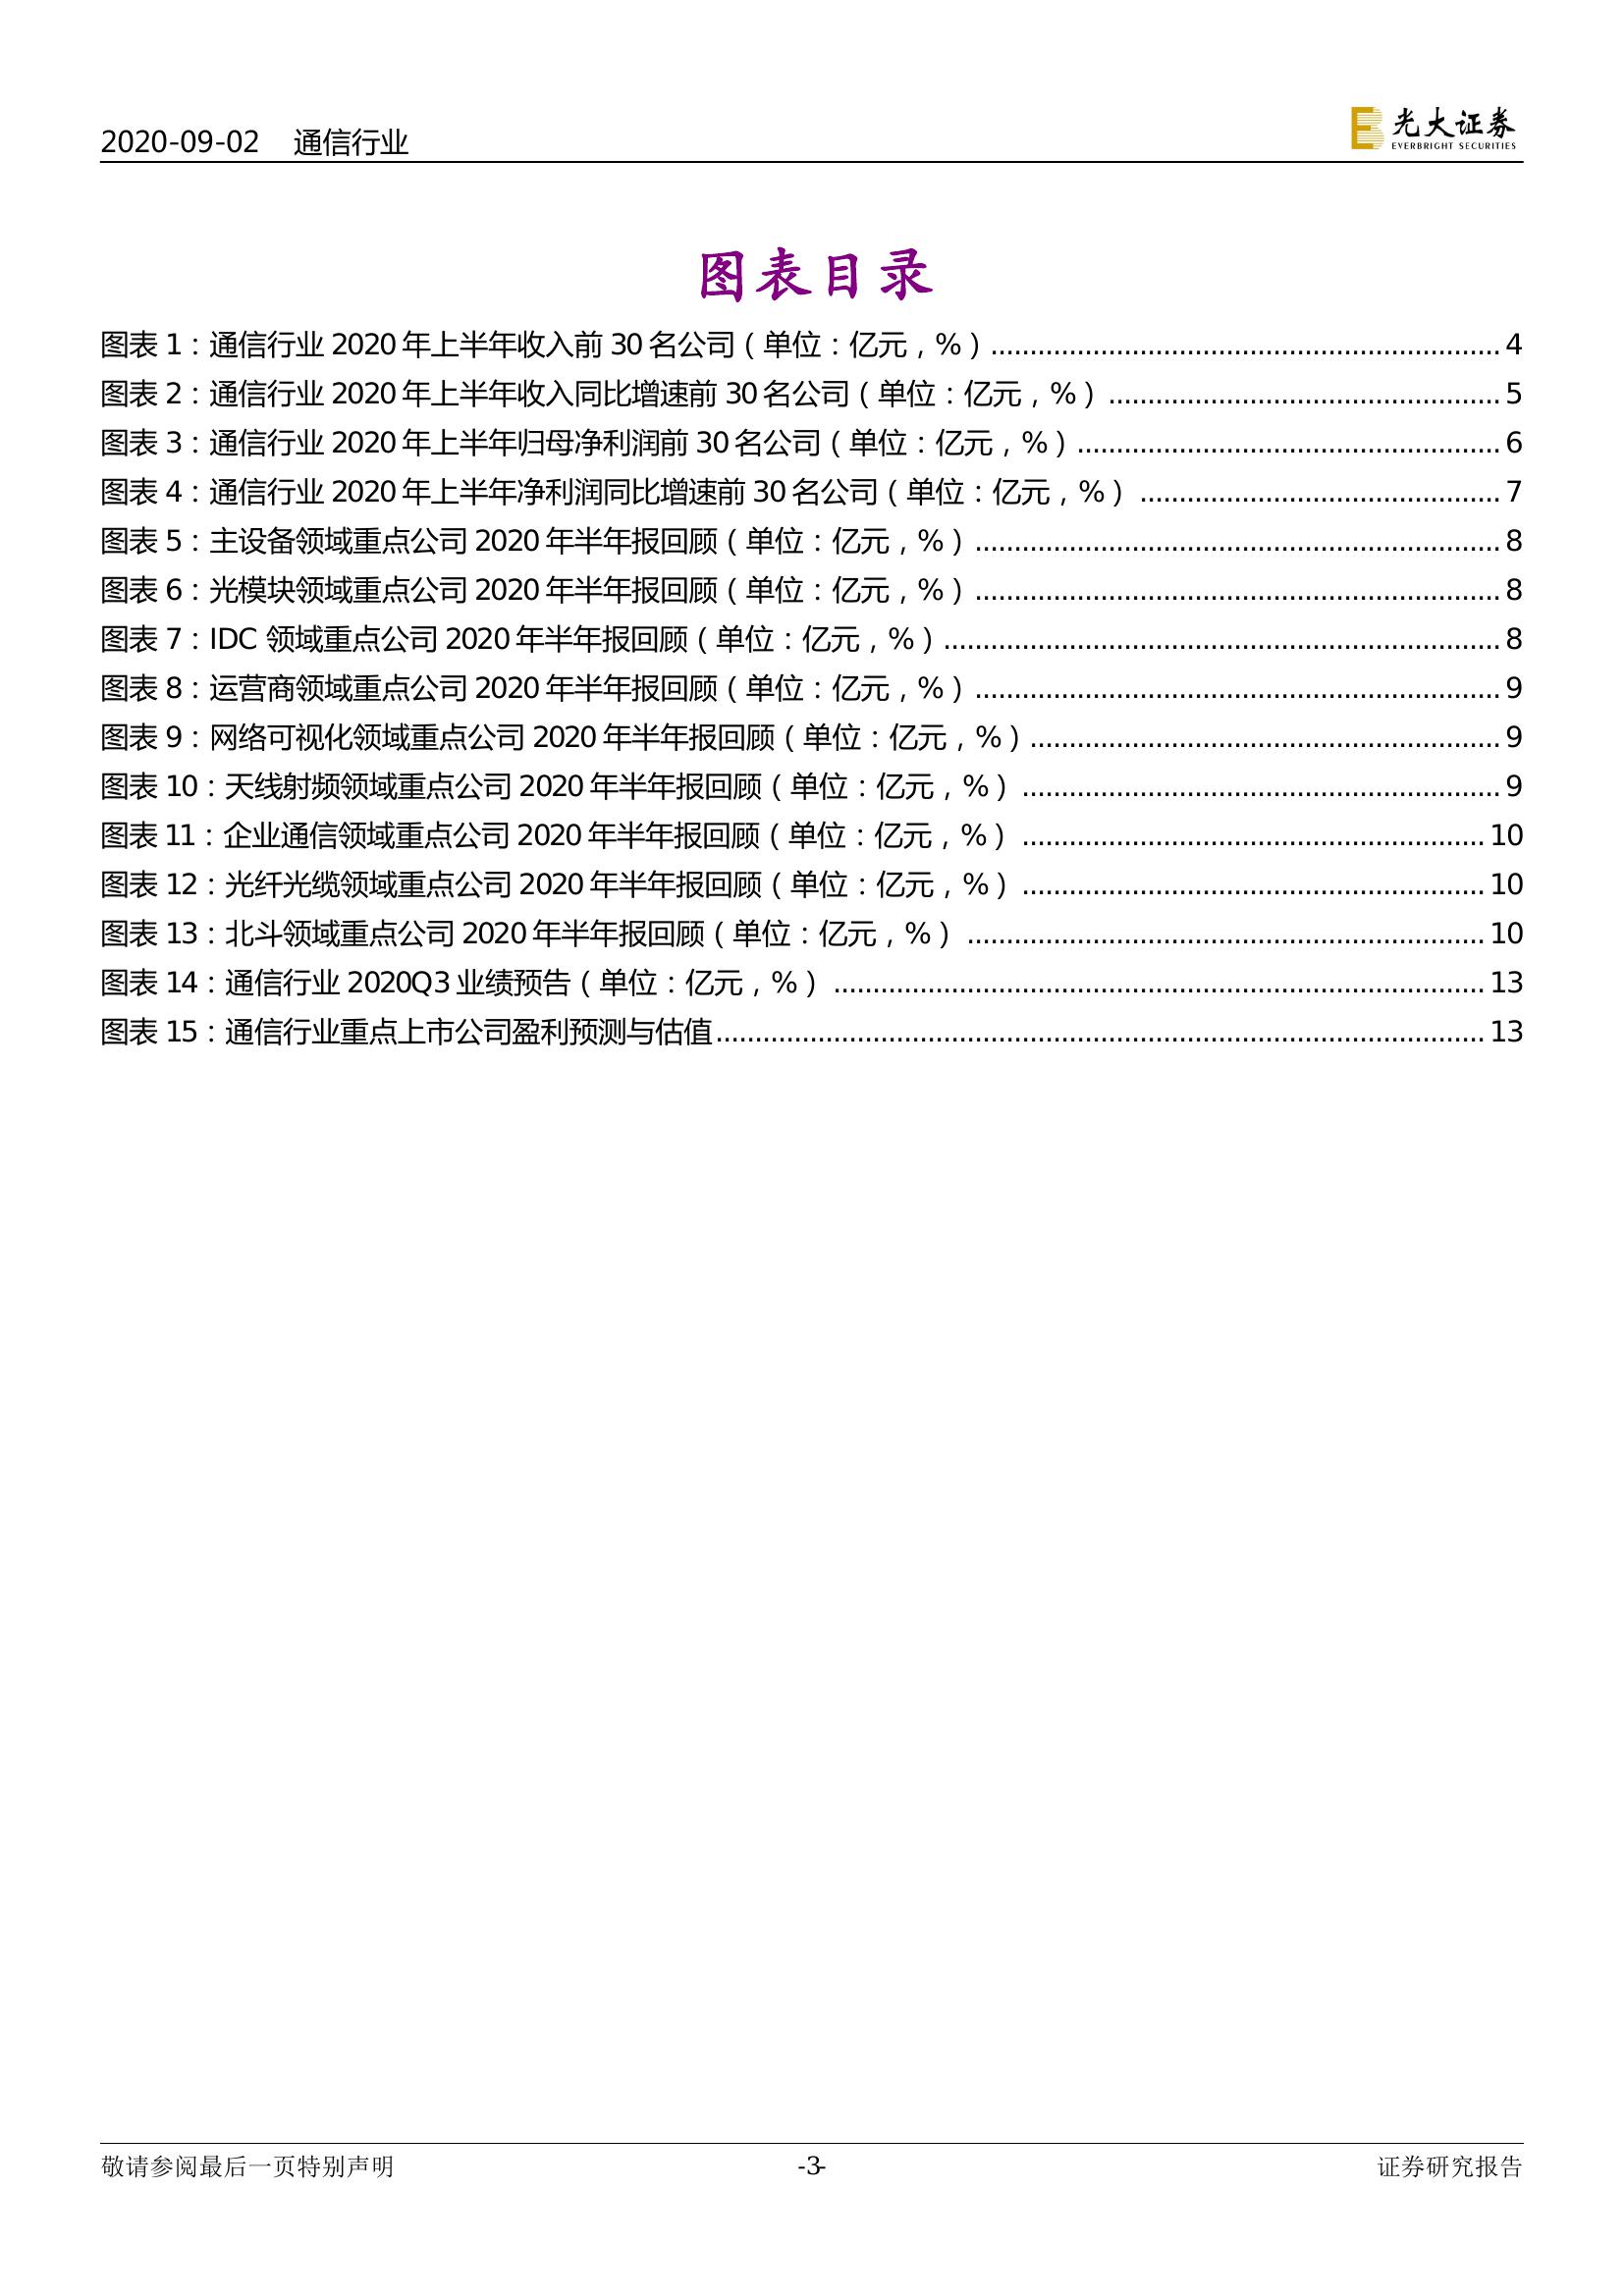 2020-09-02 通信行业
光大证券
EVERBRIGHT SECURITIES
图表目录
图表 1：通信行业 2020 年上半年收入前 30 名公司（单位：亿元，%）.......... 4
图表 2：通信行业 2020 年上半年收入同比增速前 30 名公司（单位：亿元，%）.......... 5
图表 3：通信行业 2020 年上半年归母净利润前 30 名公司（单位：亿元，%）.......... 6
图表 4：通信行业 2020 年上半年净利润同比增速前 30 名公司（单位：亿元，%）.......... 7
图表 5：主设备领域重点公司 2020 年半年报回顾（单位：亿元，%）.......... 8
图表 6：光模块领域重点公司 2020 年半年报回顾（单位：亿元，%）.......... 8
图表 7：IDC 领域重点公司 2020 年半年报回顾（单位：亿元，%）.......... 8
图表 8：运营商领域重点公司 2020 年半年报回顾（单位：亿元，%）.......... 9
图表 9：网络可视化领域重点公司 2020 年半年报回顾（单位：亿元，%）.......... 9
图表 10：天线射频领域重点公司 2020 年半年报回顾（单位：亿元，%）.......... 9
图表 11：企业通信领域重点公司 2020 年半年报回顾（单位：亿元，%）.......... 10
图表 12：光纤光缆领域重点公司 2020 年半年报回顾（单位：亿元，%）.......... 10
图表 13：北斗领域重点公司 2020 年半年报回顾（单位：亿元，%）.......... 10
图表 14：通信行业 2020Q3 业绩预告（单位：亿元，%）.......... 13
图表 15：通信行业重点上市公司盈利预测与估值.......... 13
敬请参阅最后一页特别声明 -3- 证券研究报告